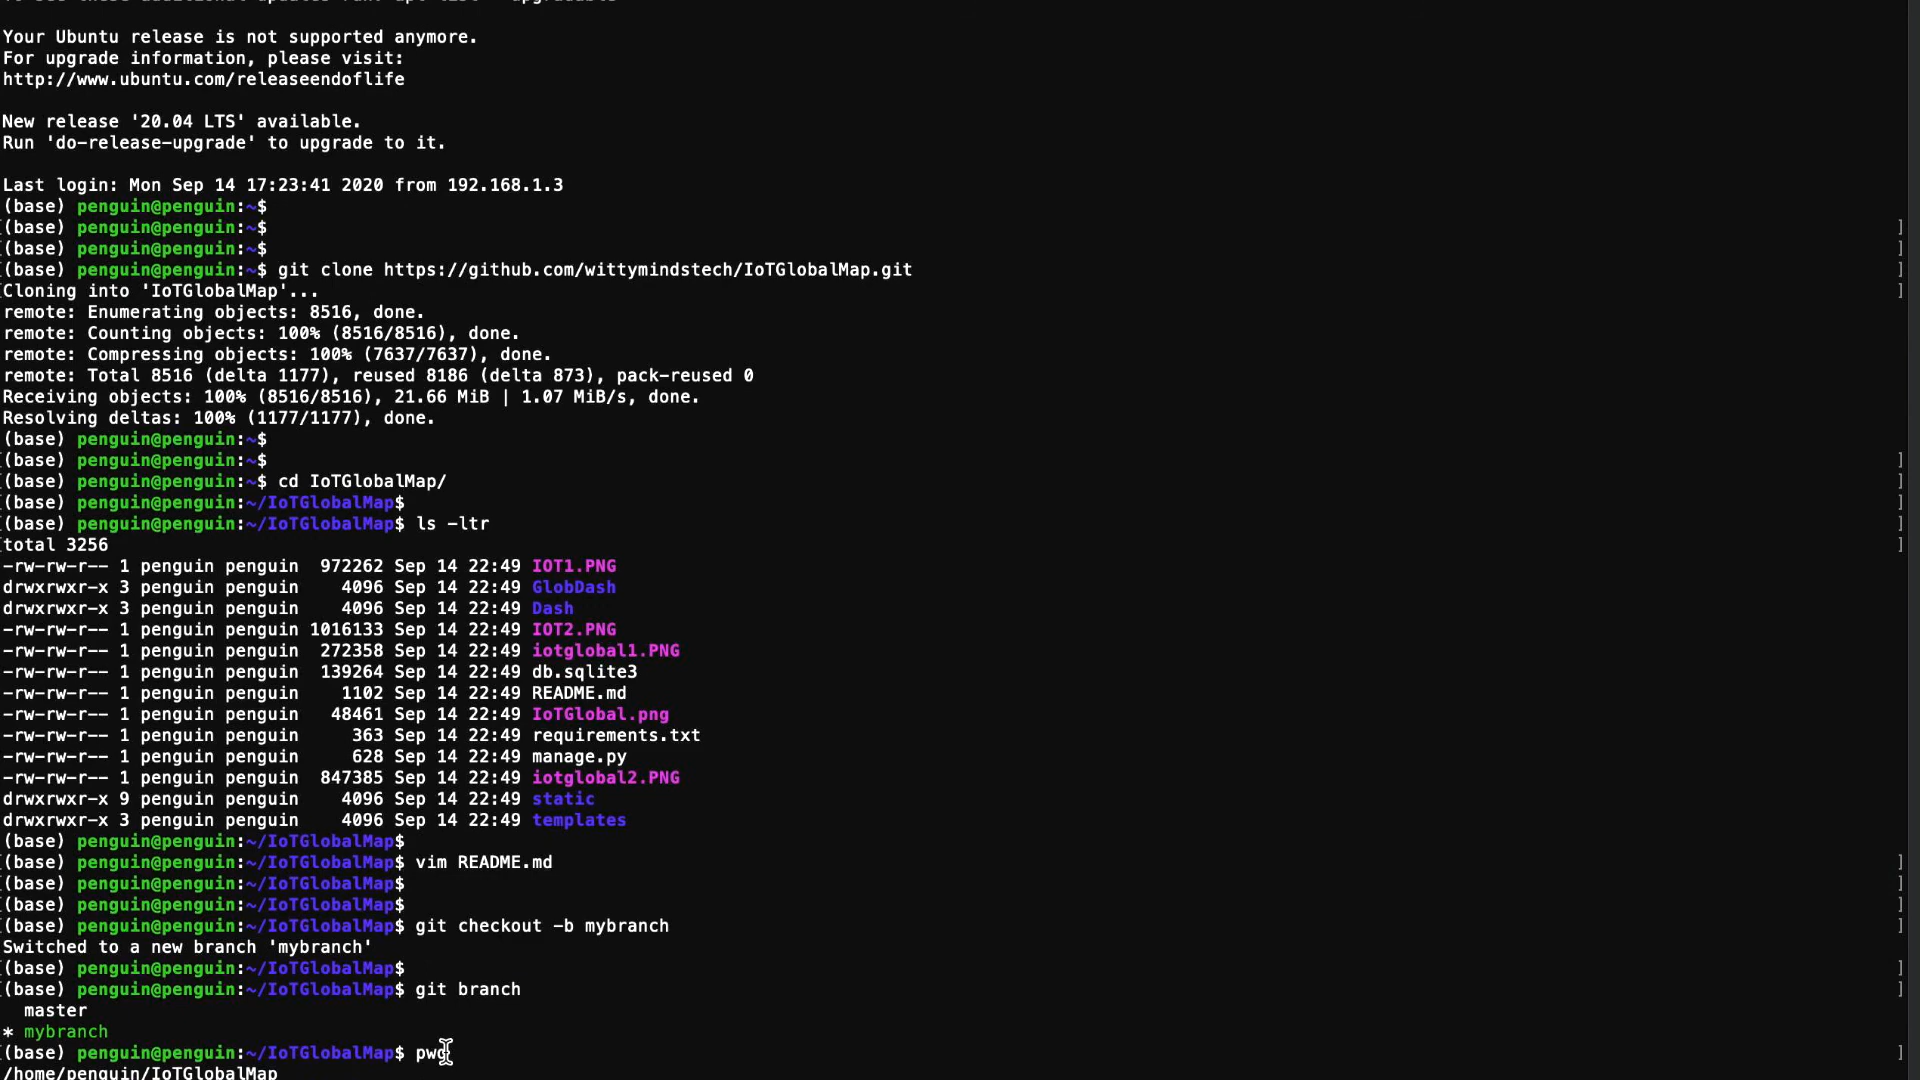 Your Ubuntu release is not supported anymore.
For upgrade information, please visit:
http://www.ubuntu.com/releaseendoflife
New release '20.04 LTS' available.
Run 'do-release-upgrade' to upgrade to it.
Last login: Mon Sep 14 17:23:41 2020 from 192.168.1.3
(base) penguin@penguin:~$
[(base) penguin@penguin:~$ ]
[(base) penguin@penguin:~$ ]
[(base) penguin@penguin:~$ git clone https://github.com/wittymindstech/IoTGlobalMap.git ]
[Cloning into 'IoTGlobalMap'... ]
remote: Enumerating objects: 8516, done.
remote: Counting objects: 100% (8516/8516), done.
remote: Compressing objects: 100% (7637/7637), done.
remote: Total 8516 (delta 1177), reused 8186 (delta 873), pack-reused 0
Receiving objects: 100% (8516/8516), 21.66 MiB | 1.07 MiB/s, done.
Resolving deltas: 100% (1177/1177), done.
(base) penguin@penguin:~$
[(base) penguin@penguin:~$ ]
[(base) penguin@penguin:~$ cd IoTGlobalMap/ ]
[(base) penguin@penguin:~/IoTGlobalMap$ ]
[(base) penguin@penguin:~/IoTGlobalMap$ ls -ltr ]
[total 3256 ]
-rw-rw-r-- 1 penguin penguin  972262 Sep 14 22:49 IOT1.PNG
drwxrwxr-x 3 penguin penguin    4096 Sep 14 22:49 GlobDash
drwxrwxr-x 3 penguin penguin    4096 Sep 14 22:49 Dash
-rw-rw-r-- 1 penguin penguin 1016133 Sep 14 22:49 IOT2.PNG
-rw-rw-r-- 1 penguin penguin  272358 Sep 14 22:49 iotglobal1.PNG
-rw-rw-r-- 1 penguin penguin  139264 Sep 14 22:49 db.sqlite3
-rw-rw-r-- 1 penguin penguin    1102 Sep 14 22:49 README.md
-rw-rw-r-- 1 penguin penguin   48461 Sep 14 22:49 IoTGlobal.png
-rw-rw-r-- 1 penguin penguin     363 Sep 14 22:49 requirements.txt
-rw-rw-r-- 1 penguin penguin     628 Sep 14 22:49 manage.py
-rw-rw-r-- 1 penguin penguin  847385 Sep 14 22:49 iotglobal2.PNG
drwxrwxr-x 9 penguin penguin    4096 Sep 14 22:49 static
drwxrwxr-x 3 penguin penguin    4096 Sep 14 22:49 templates
(base) penguin@penguin:~/IoTGlobalMap$
[(base) penguin@penguin:~/IoTGlobalMap$ vim README.md ]
[(base) penguin@penguin:~/IoTGlobalMap$ ]
[(base) penguin@penguin:~/IoTGlobalMap$ ]
[(base) penguin@penguin:~/IoTGlobalMap$ git checkout -b mybranch ]
Switched to a new branch 'mybranch'
[(base) penguin@penguin:~/IoTGlobalMap$ ]
[(base) penguin@penguin:~/IoTGlobalMap$ git branch ]
  master
* mybranch
[(base) penguin@penguin:~/IoTGlobalMap$ pwd ]
/home/penguin/IoTGlobalMap